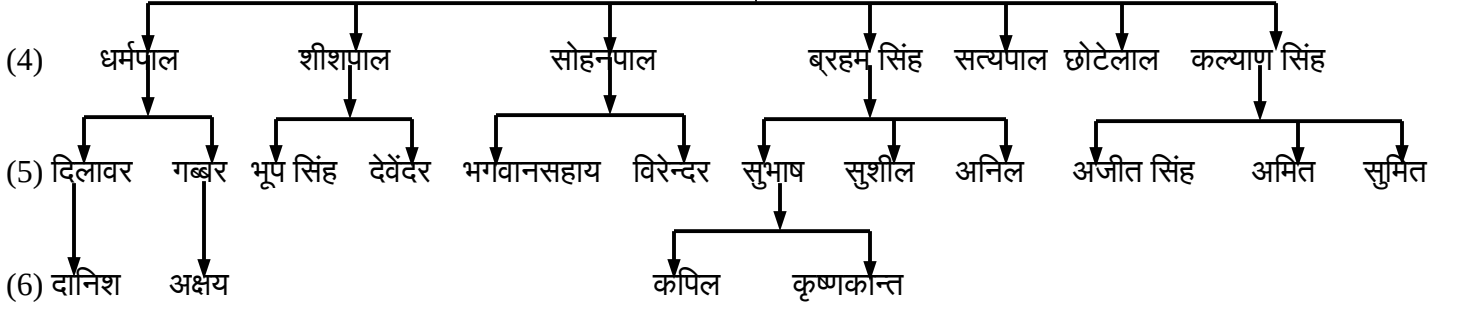 (4) धर्मपाल शीशपाल सोहनपाल ब्रहम सिंह सत्यपाल छोटेलाल कल्याण सिंह
(5) दिलावर गब्बर भूप सिंह देवेंदर भगवानसहाय विरेन्दर सुभाष सुशील अनिल अजीत सिंह अमित सुमित
(6) दानिश अक्षय कपिल कृष्णकान्त